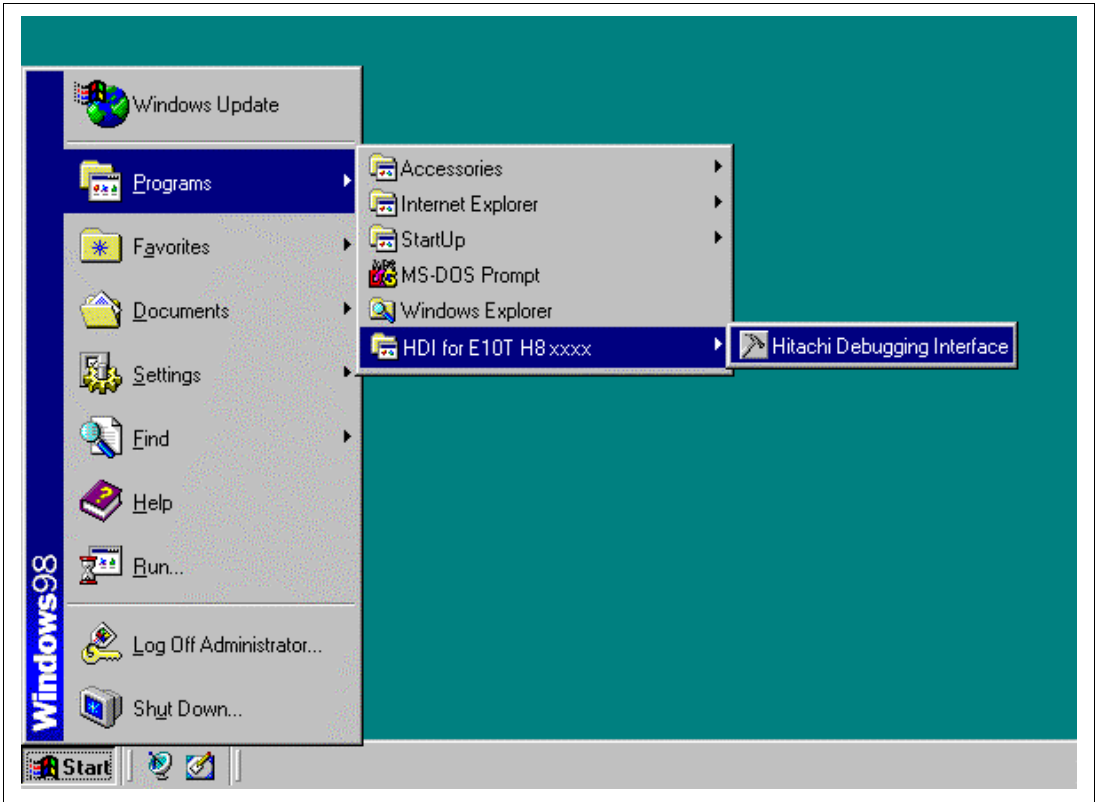 Windows Update
Programs
Favorites
Documents
Settings
Find
Help
Run...
Log Off Administrator...
Shut Down...
Windows98
Accessories
Internet Explorer
StartUp
MS-DOS Prompt
Windows Explorer
HDI for E10T H8 xxxx
Hitachi Debugging Interface
Start